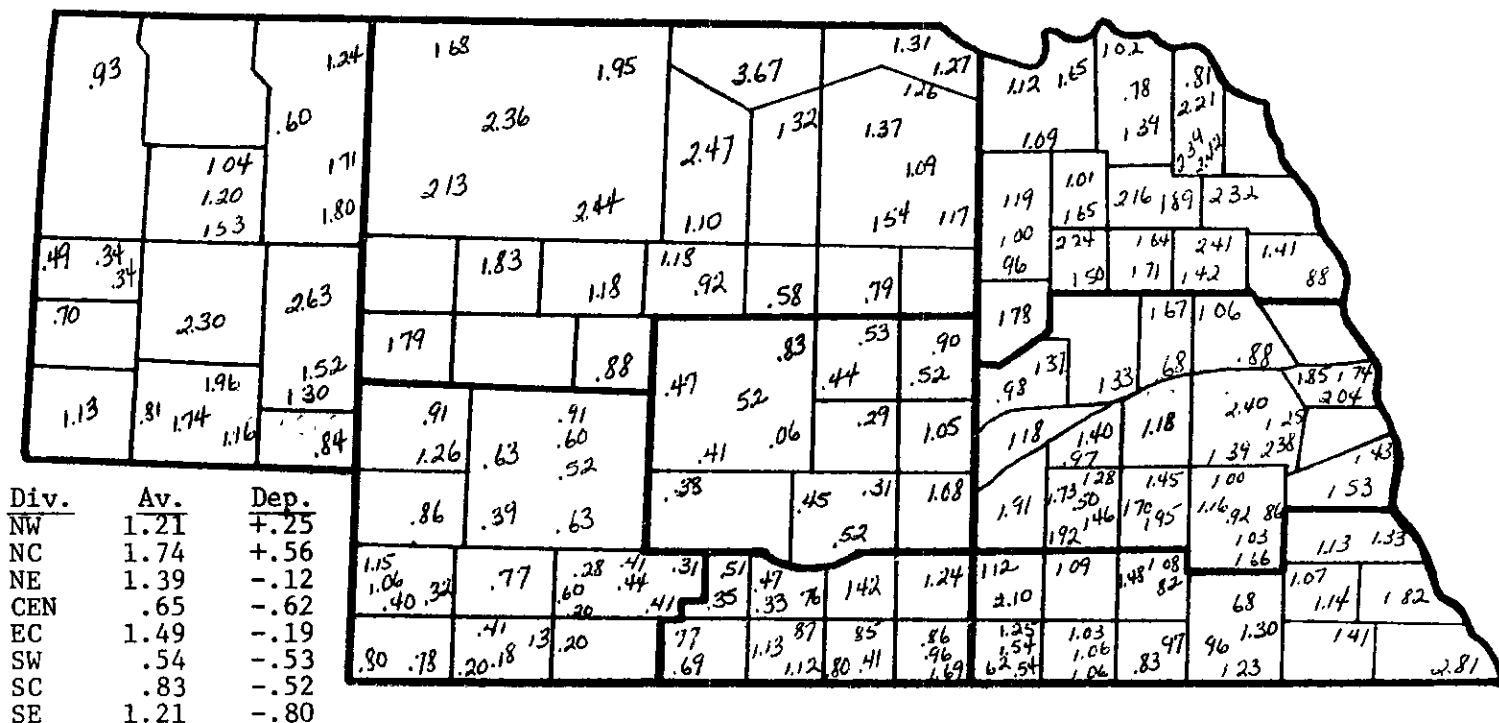 .93 1.24 1 68 1.95 3.67 1.31 1.27 1.12 1.65 1 0.2 .81
.60 2.36 1 32 1.26 1.37 .78 2.21
1 71 2.47 1.09 1.09 1 34 2 34 2.42
1 04
1.20 1.80 2 13 2.44 1.10 1 54 1 17 1 19 1.01 2 16 1 89 2 32
1 53 1 65
.49 .34 .34 1.83 1.18 1.18 .92 .58 .79 1 00 96 2 24 1 50 1 64 1 71 2 41 1 42 1.41 88
.70 2.30 2.63 1 79 .88 .83 .53 .90 1 78 1 67 1 06
1.52 1 30 .47 52 .44 .52 .98 1 31 1 33 .68 .88 1.85 1 74 2 04
1.13 .81 1.96 1.74 1.16 .84 .91 1.26 .91 .60 .52 .63 .41 .06 .29 1.05 1 18 1.40 .97 1.18 2.40 1 25 1 39 2 38 1 43
.86 .39 .63 .38 .45 .31 .52 1.08 1.91 1.73 1 28 .50 1 46 1 92 1.45 1 70 1 95 1 00 1.16 .92 86 1 03 1 66 1 53
1.15 1.06 .40 .32 .77 .28 .41 .44 .60 .20 .41 .31 .51 .35 .47 .33 76 1 42 1.24 1 12 2.10 1 09 1.48 1 08 82 1.13 1.33
.80 .78 .41 .20 .18 13 .20 .77 .69 1.13 87 1.12 85 80 .41 .86 .96 1.69 1.25 1.54 62 .54 1.03 1.06 1 06 .83 97 68 96 1.30 1 23 1.07 1.14 1 82 1 41 2.81
Div. Av. Dep.
NW 1.21 +.25
NC 1.74 +.56
NE 1.39 -.12
CEN .65 -.62
EC 1.49 -.19
SW .54 -.53
SC .83 -.52
SE 1.21 -.80